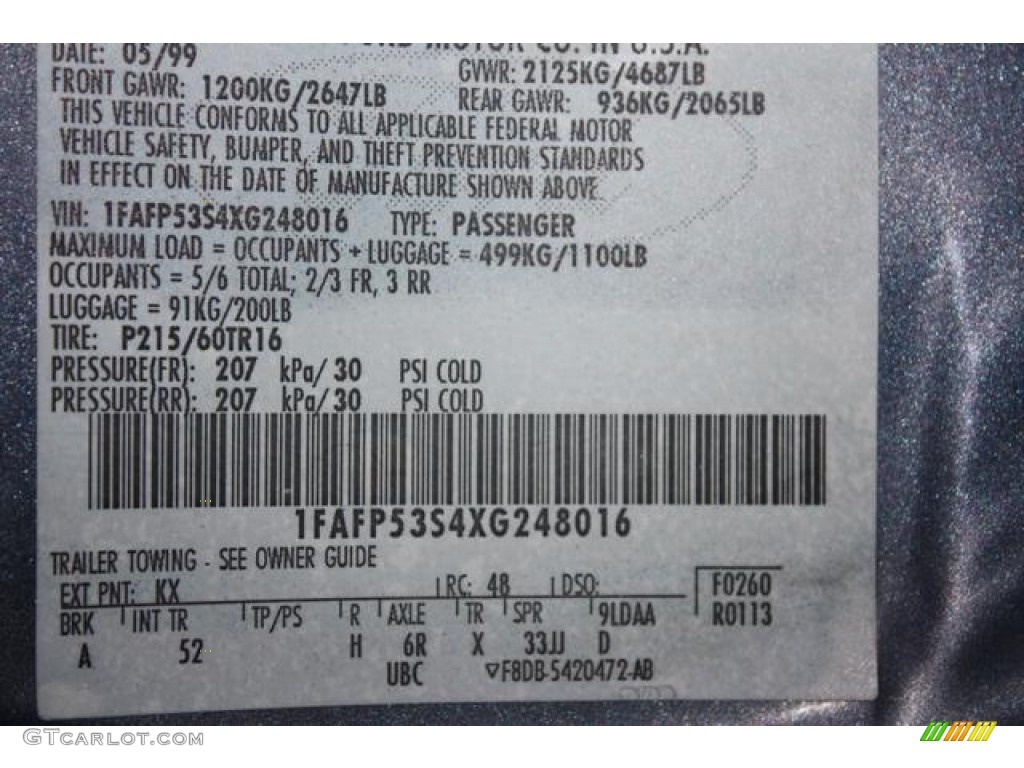 FORD MOTOR CO. IN U.S.A.
DATE: 05/99
GVWR: 2125KG/4687LB
FRONT GAWR: 1200KG/2647LB
REAR GAWR: 936KG/2065LB
THIS VEHICLE CONFORMS TO ALL APPLICABLE FEDERAL MOTOR
VEHICLE SAFETY, BUMPER, AND THEFT PREVENTION STANDARDS
IN EFFECT ON THE DATE OF MANUFACTURE SHOWN ABOVE.
VIN: 1FAFP53S4XG248016 TYPE: PASSENGER
MAXIMUM LOAD = OCCUPANTS + LUGGAGE = 499KG/1100LB
OCCUPANTS = 5/6 TOTAL; 2/3 FR, 3 RR
LUGGAGE = 91KG/200LB
TIRE: P215/60TR16
PRESSURE(FR): 207 kPa/ 30 PSI COLD
PRESSURE(RR): 207 kPa/ 30 PSI COLD
1FAFP53S4XG248016
TRAILER TOWING - SEE OWNER GUIDE
EXT PNT: KX RC: 48 DSO: F0260
BRK INT TR TP/PS R AXLE TR SPR 9LDAA R0113
A 52 H 6R X 33JJ D
UBC ▽F8DB-5420472-AB
GTCARLOT.COM